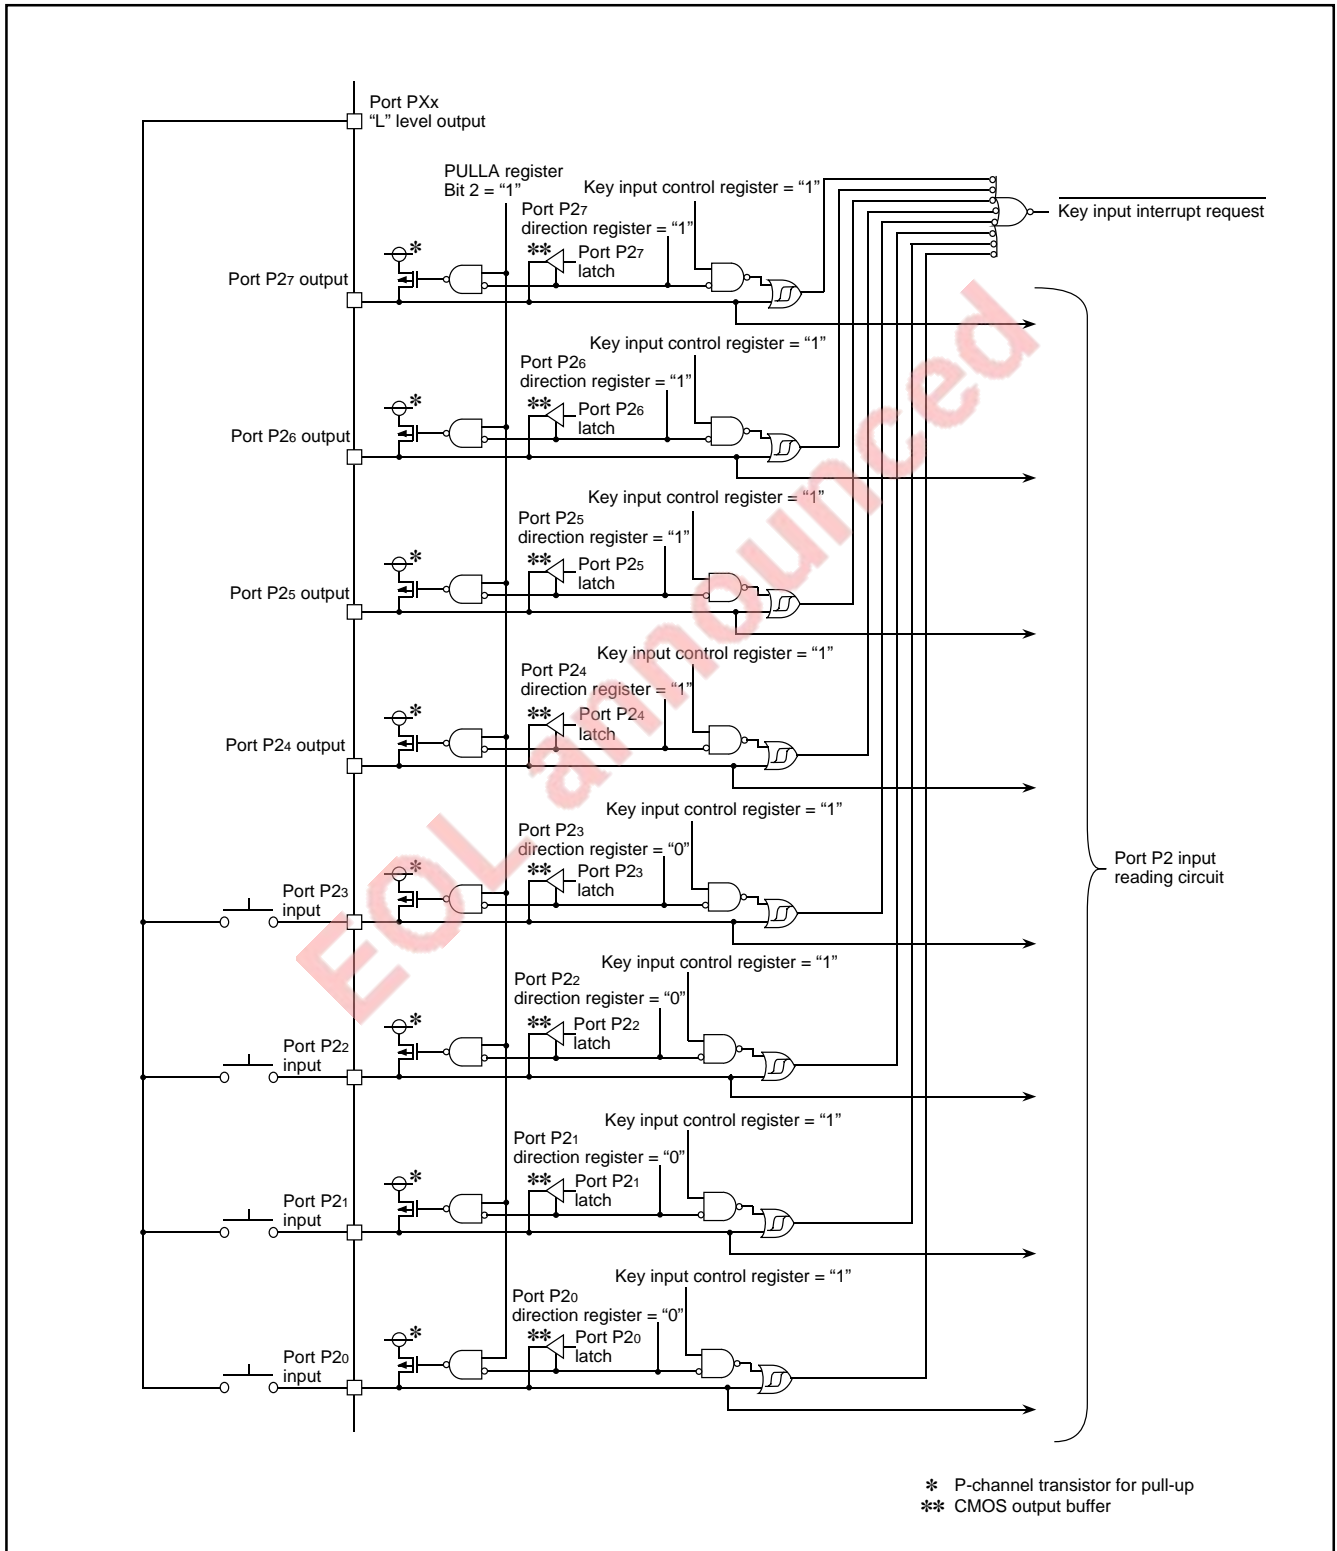 Port PXx
“L” level output
PULLA register
Bit 2 = “1”
Key input control register = “1”
Key input interrupt request
Port P27
direction register = “1”
✱
✱✱
Port P27
latch
Port P27 output
Key input control register = “1”
Port P26
direction register = “1”
✱
✱✱
Port P26
latch
Port P26 output
Key input control register = “1”
Port P25
direction register = “1”
✱
✱✱
Port P25
latch
Port P25 output
Key input control register = “1”
Port P24
direction register = “1”
✱
✱✱
Port P24
latch
Port P24 output
Key input control register = “1”
Port P23
direction register = “0”
✱
✱✱
Port P23
latch
Port P23
input
Port P2 input
reading circuit
Key input control register = “1”
Port P22
direction register = “0”
✱
✱✱
Port P22
latch
Port P22
input
Key input control register = “1”
Port P21
direction register = “0”
✱
✱✱
Port P21
latch
Port P21
input
Key input control register = “1”
Port P20
direction register = “0”
✱
✱✱
Port P20
latch
Port P20
input
✱ P-channel transistor for pull-up
✱✱ CMOS output buffer
EOL announced